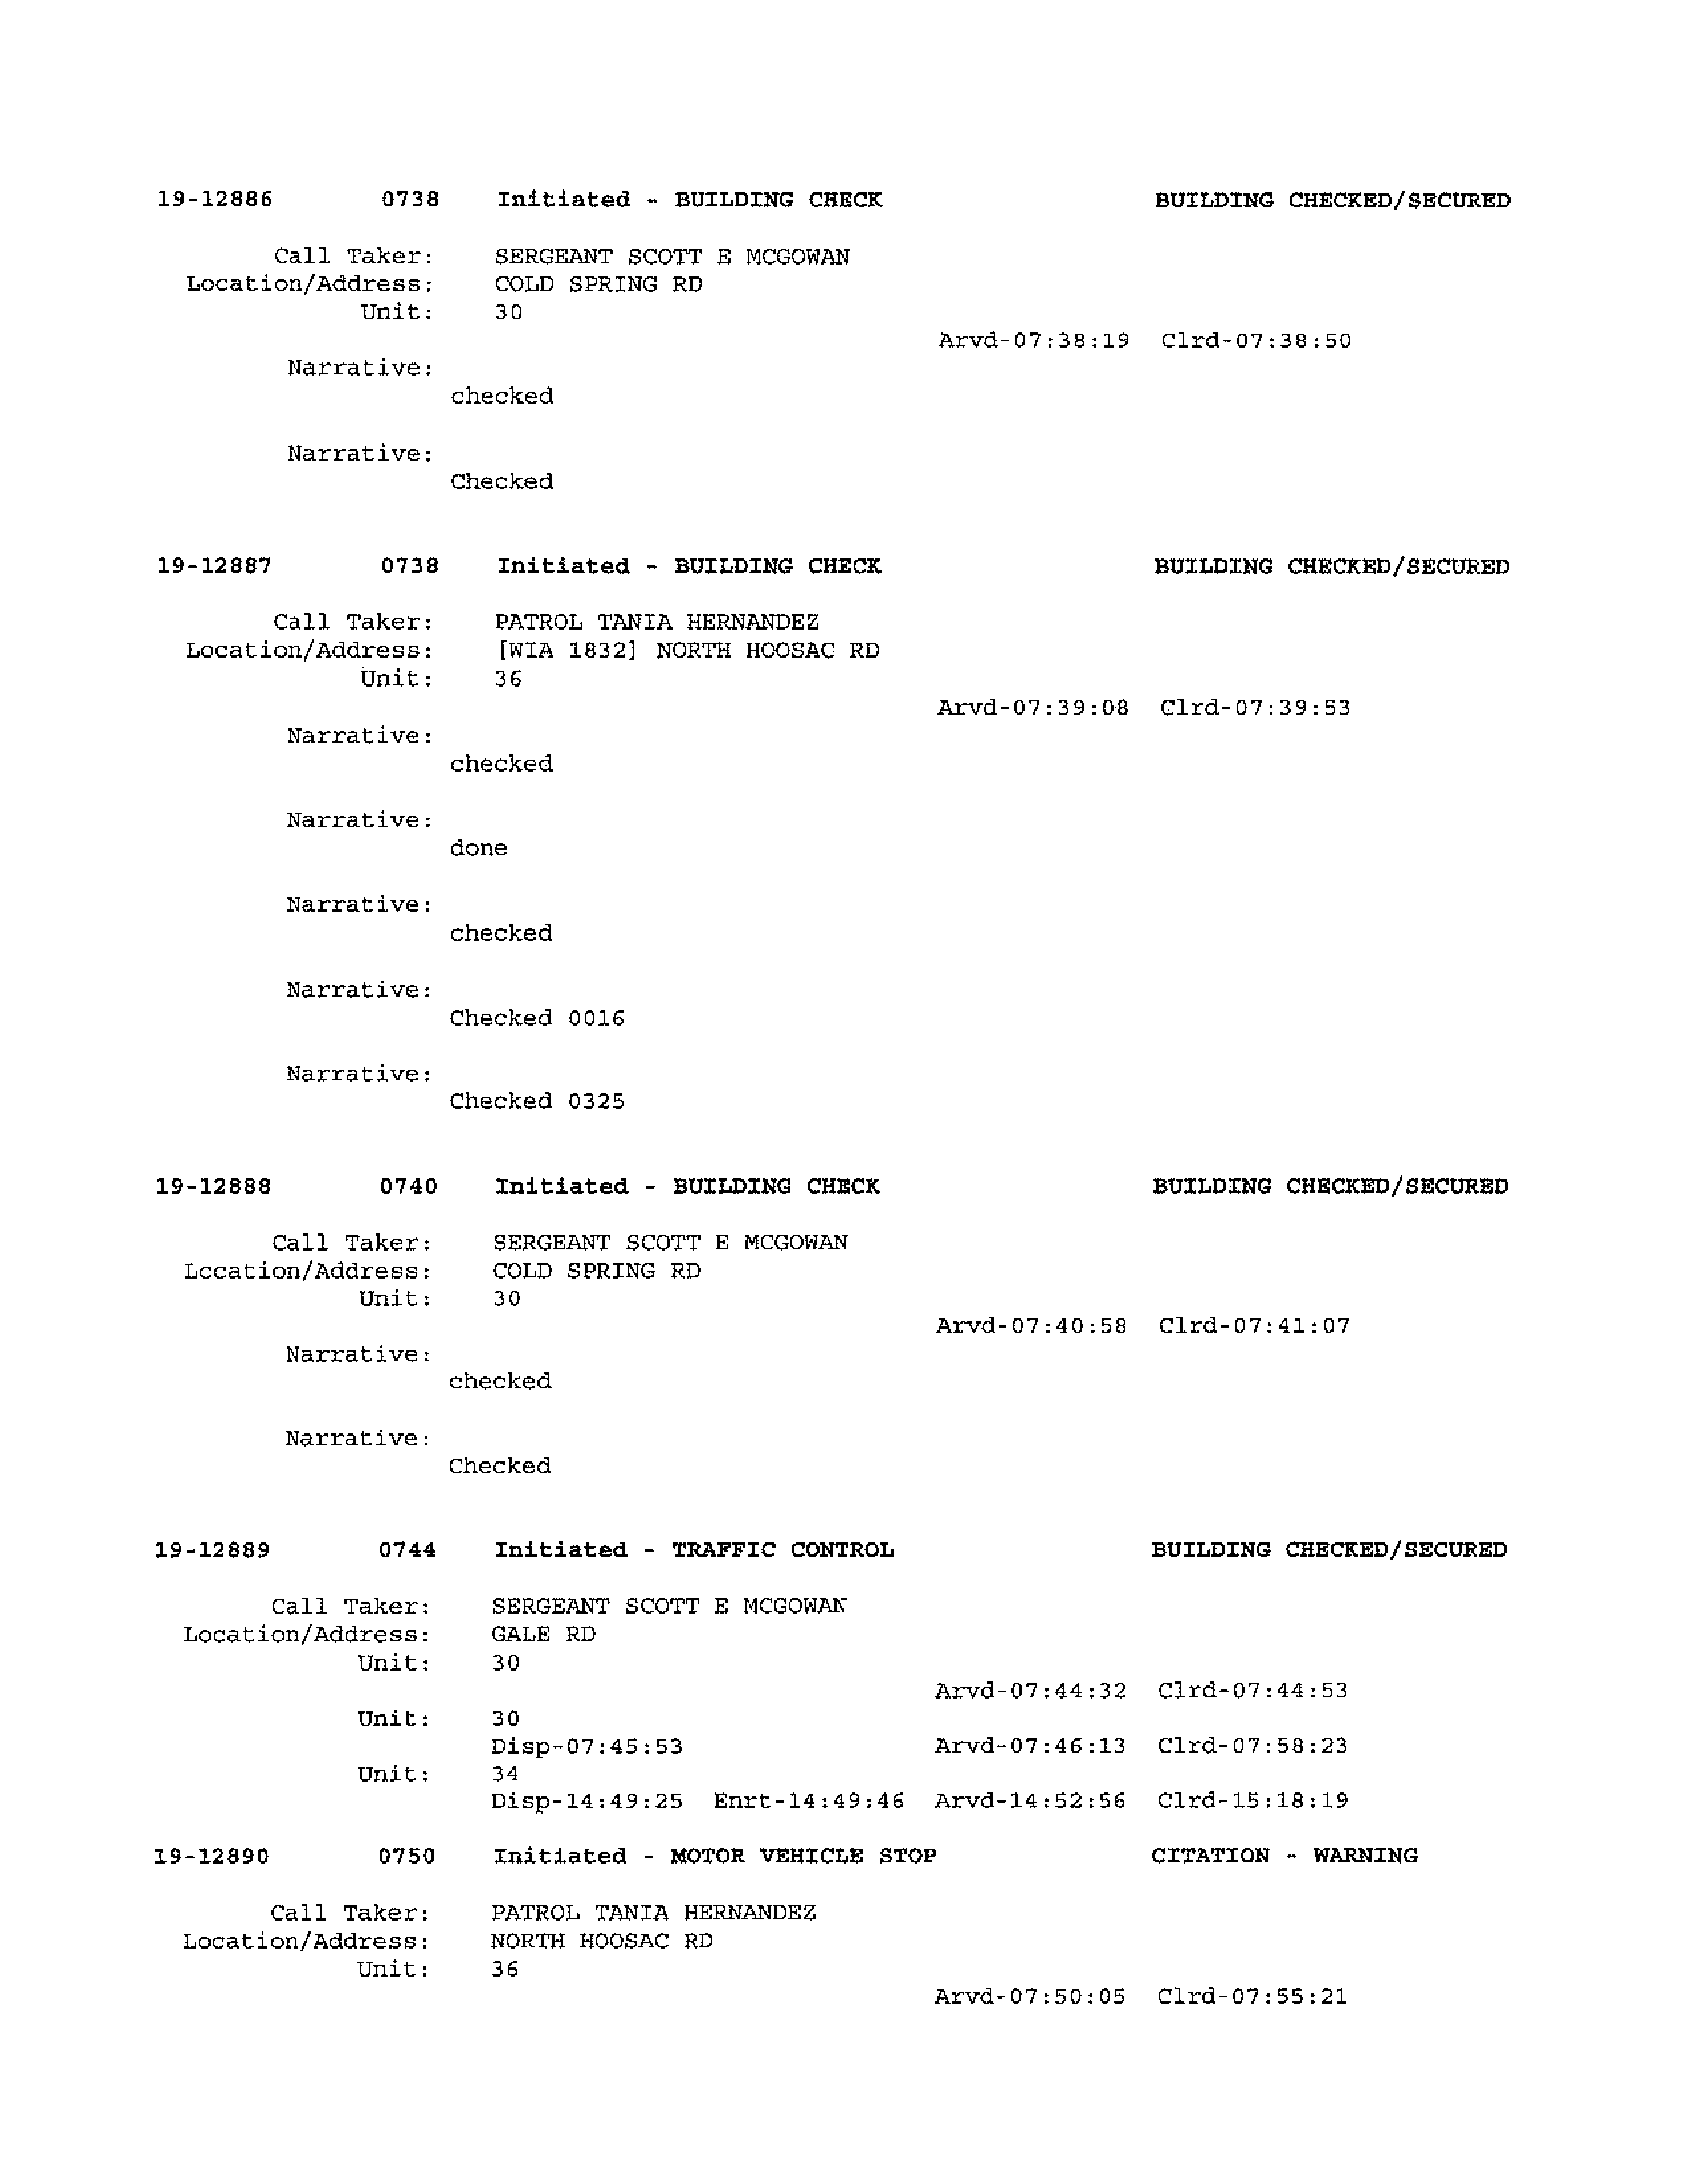 19-12886 0738 Initiated - BUILDING CHECK BUILDING CHECKED/SECURED
Call Taker: SERGEANT SCOTT E MCGOWAN
Location/Address: COLD SPRING RD
Unit: 30
Arvd-07:38:19 Clrd-07:38:50
Narrative:
checked
Narrative:
Checked
19-12887 0738 Initiated - BUILDING CHECK BUILDING CHECKED/SECURED
Call Taker: PATROL TANIA HERNANDEZ
Location/Address: [WIA 1832] NORTH HOOSAC RD
Unit: 36
Arvd-07:39:08 Clrd-07:39:53
Narrative:
checked
Narrative:
done
Narrative:
checked
Narrative:
Checked 0016
Narrative:
Checked 0325
19-12888 0740 Initiated - BUILDING CHECK BUILDING CHECKED/SECURED
Call Taker: SERGEANT SCOTT E MCGOWAN
Location/Address: COLD SPRING RD
Unit: 30
Arvd-07:40:58 Clrd-07:41:07
Narrative:
checked
Narrative:
Checked
19-12889 0744 Initiated - TRAFFIC CONTROL BUILDING CHECKED/SECURED
Call Taker: SERGEANT SCOTT E MCGOWAN
Location/Address: GALE RD
Unit: 30
Arvd-07:44:32 Clrd-07:44:53
Unit: 30
Disp-07:45:53 Arvd-07:46:13 Clrd-07:58:23
Unit: 34
Disp-14:49:25 Enrt-14:49:46 Arvd-14:52:56 Clrd-15:18:19
19-12890 0750 Initiated - MOTOR VEHICLE STOP CITATION - WARNING
Call Taker: PATROL TANIA HERNANDEZ
Location/Address: NORTH HOOSAC RD
Unit: 36
Arvd-07:50:05 Clrd-07:55:21